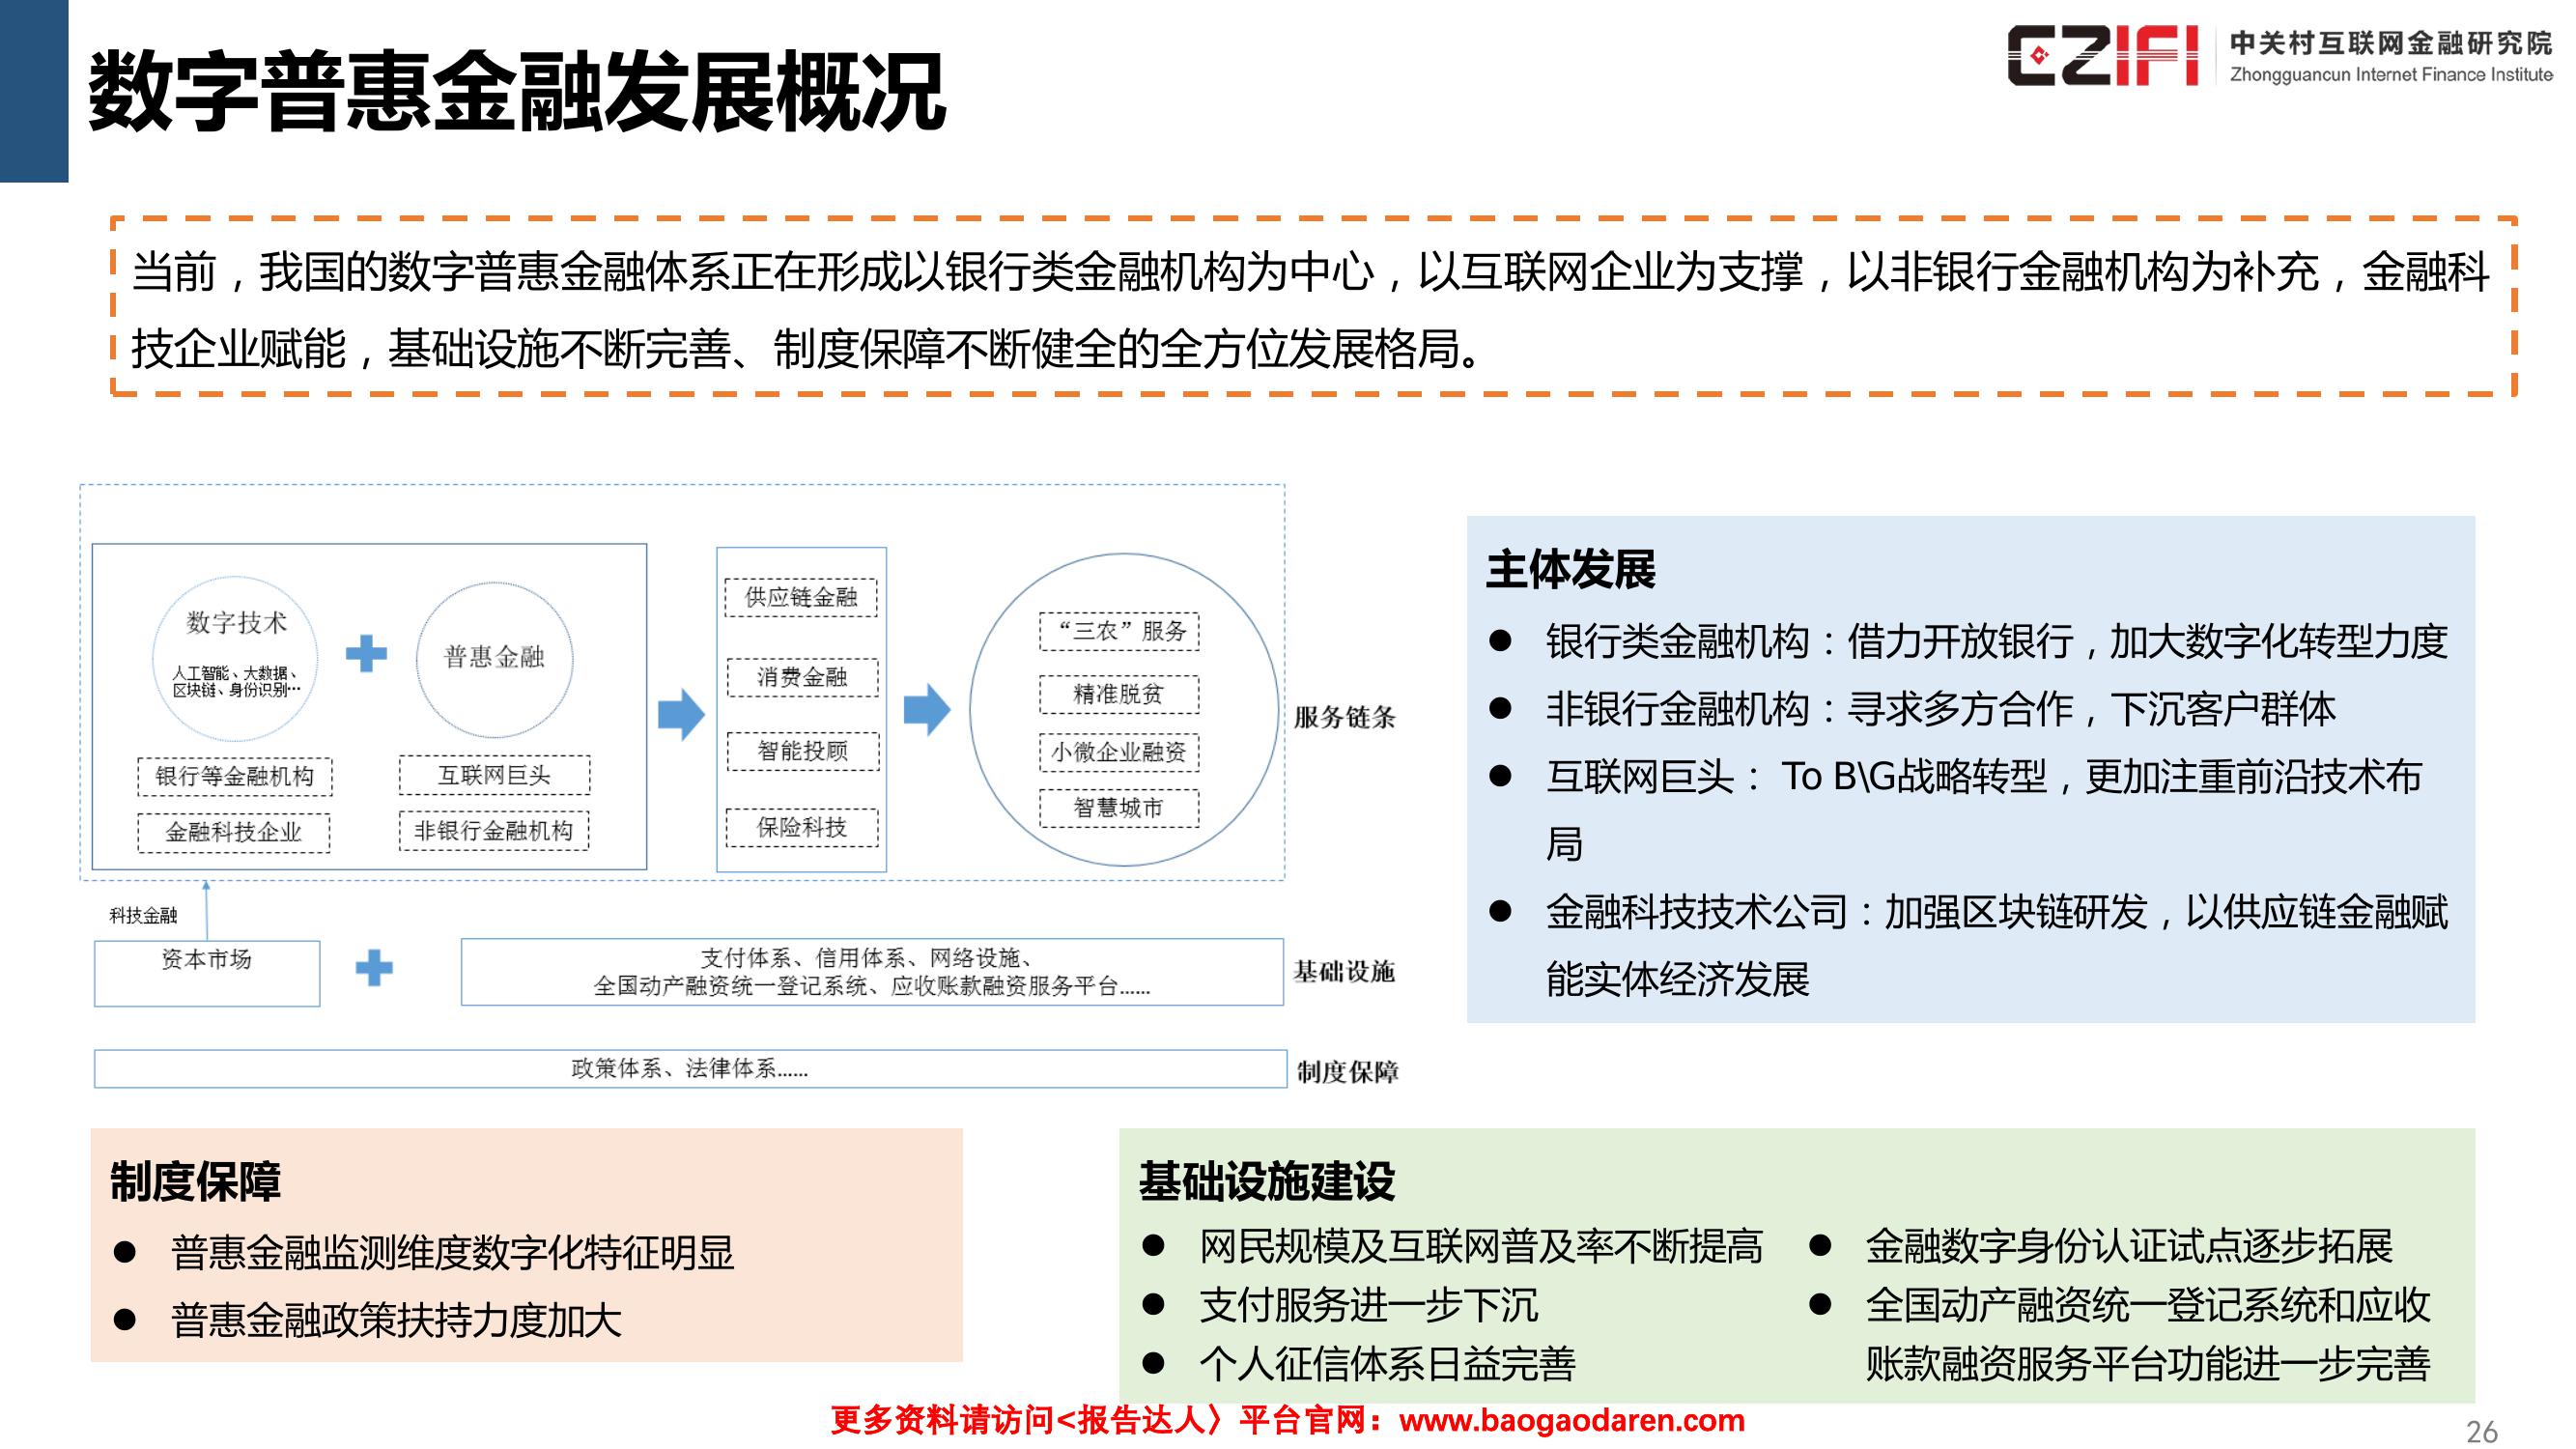 数字普惠金融发展概况
CZIFI
中关村互联网金融研究院
Zhongguancun Internet Finance Institute
当前，我国的数字普惠金融体系正在形成以银行类金融机构为中心，以互联网企业为支撑，以非银行金融机构为补充，金融科
技企业赋能，基础设施不断完善、制度保障不断健全的全方位发展格局。
数字技术
人工智能、大数据、
区块链、身份识别…
普惠金融
银行等金融机构
互联网巨头
金融科技企业
非银行金融机构
供应链金融
消费金融
智能投顾
保险科技
“三农”服务
精准脱贫
小微企业融资
智慧城市
服务链条
科技金融
资本市场
支付体系、信用体系、网络设施、
全国动产融资统一登记系统、应收账款融资服务平台......
基础设施
政策体系、法律体系......
制度保障
主体发展
● 银行类金融机构：借力开放银行，加大数字化转型力度
● 非银行金融机构：寻求多方合作，下沉客户群体
● 互联网巨头： To B\G战略转型，更加注重前沿技术布
局
● 金融科技技术公司：加强区块链研发，以供应链金融赋
能实体经济发展
制度保障
● 普惠金融监测维度数字化特征明显
● 普惠金融政策扶持力度加大
基础设施建设
● 网民规模及互联网普及率不断提高
● 支付服务进一步下沉
● 个人征信体系日益完善
● 金融数字身份认证试点逐步拓展
● 全国动产融资统一登记系统和应收
账款融资服务平台功能进一步完善
更多资料请访问<报告达人〉平台官网：www.baogaodaren.com
26